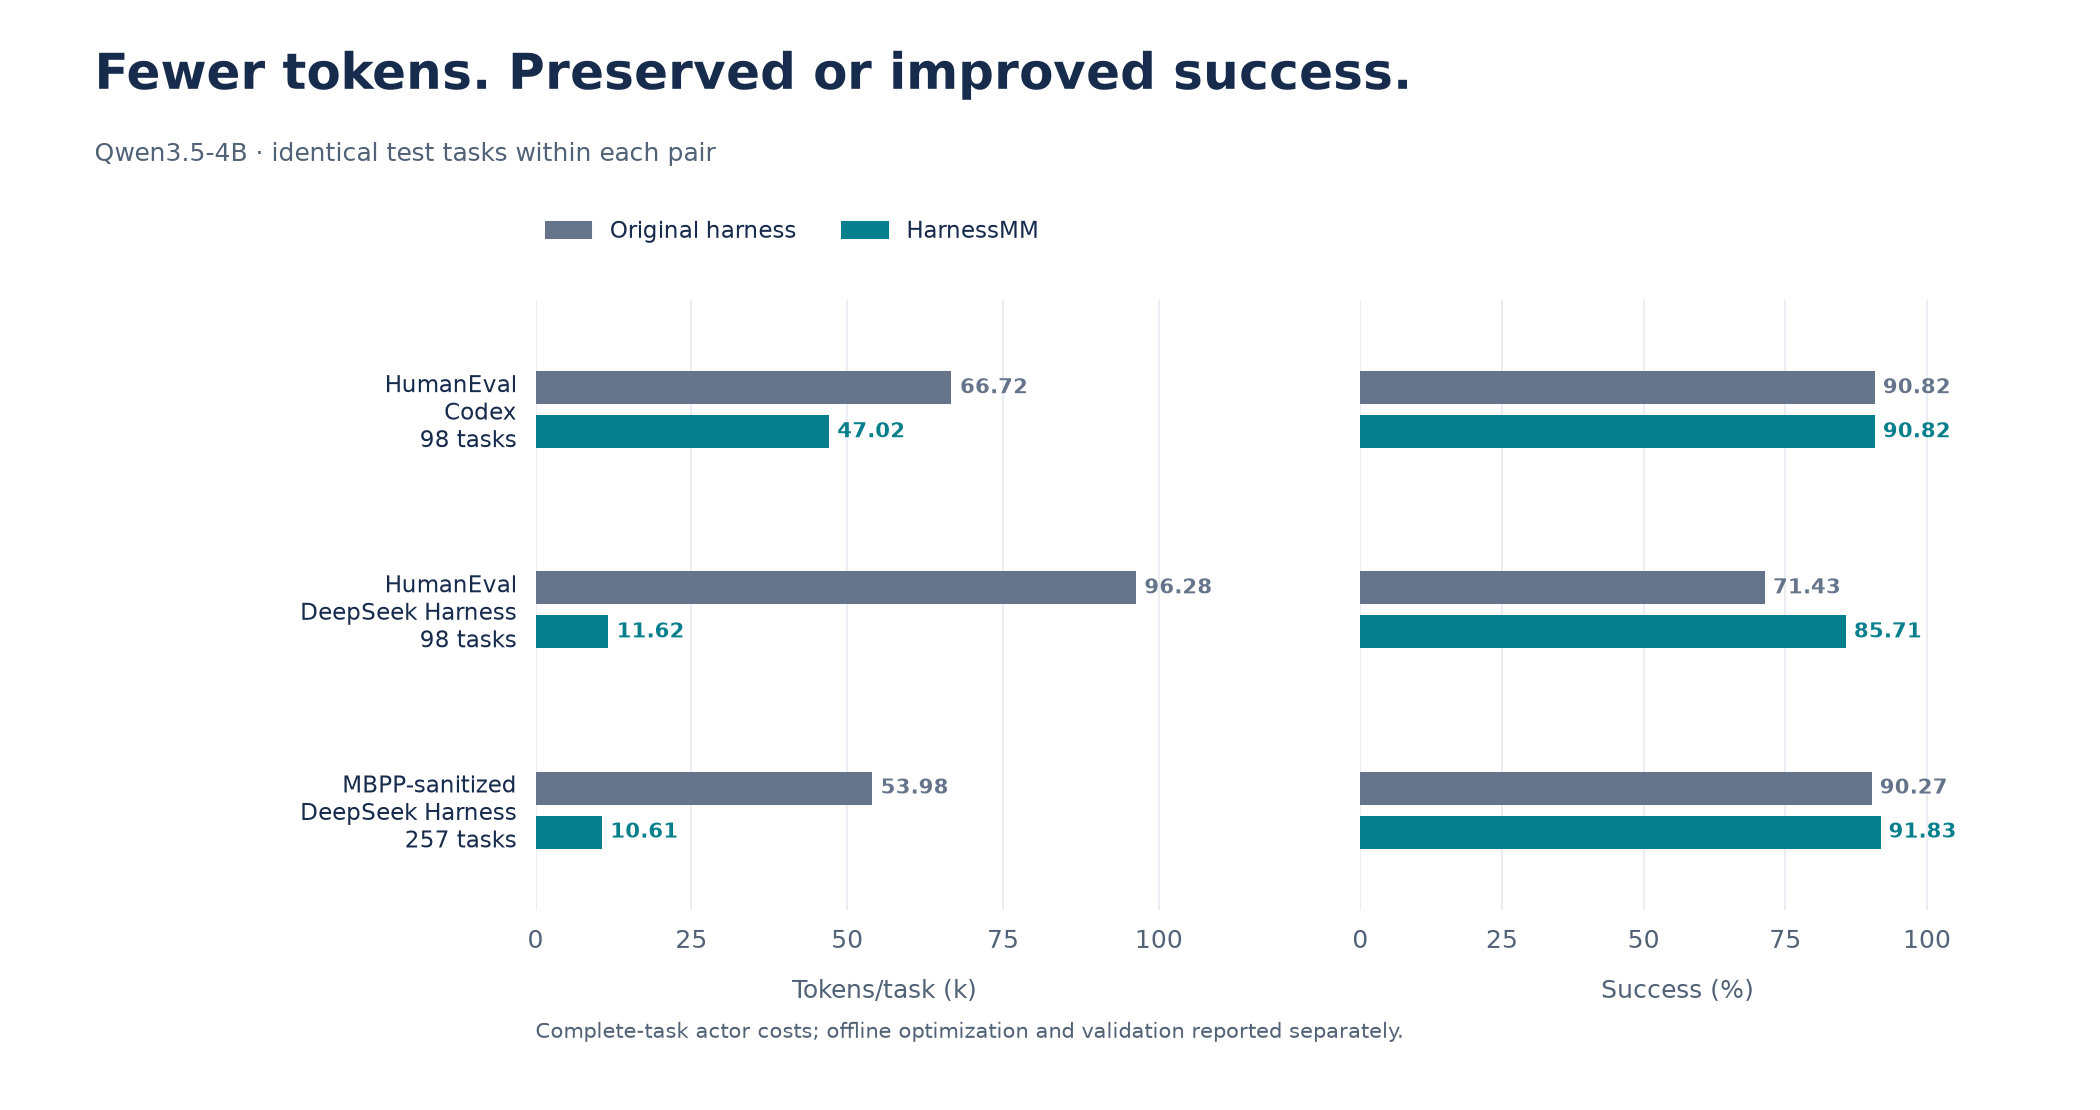 Fewer tokens. Preserved or improved success.
Qwen3.5-4B · identical test tasks within each pair
Original harness
HarnessMM
HumanEval
Codex
98 tasks
66.72
47.02
90.82
90.82
HumanEval
DeepSeek Harness
98 tasks
96.28
11.62
71.43
85.71
MBPP-sanitized
DeepSeek Harness
257 tasks
53.98
10.61
90.27
91.83
0 25 50 75 100
Tokens/task (k)
0 25 50 75 100
Success (%)
Complete-task actor costs; offline optimization and validation reported separately.